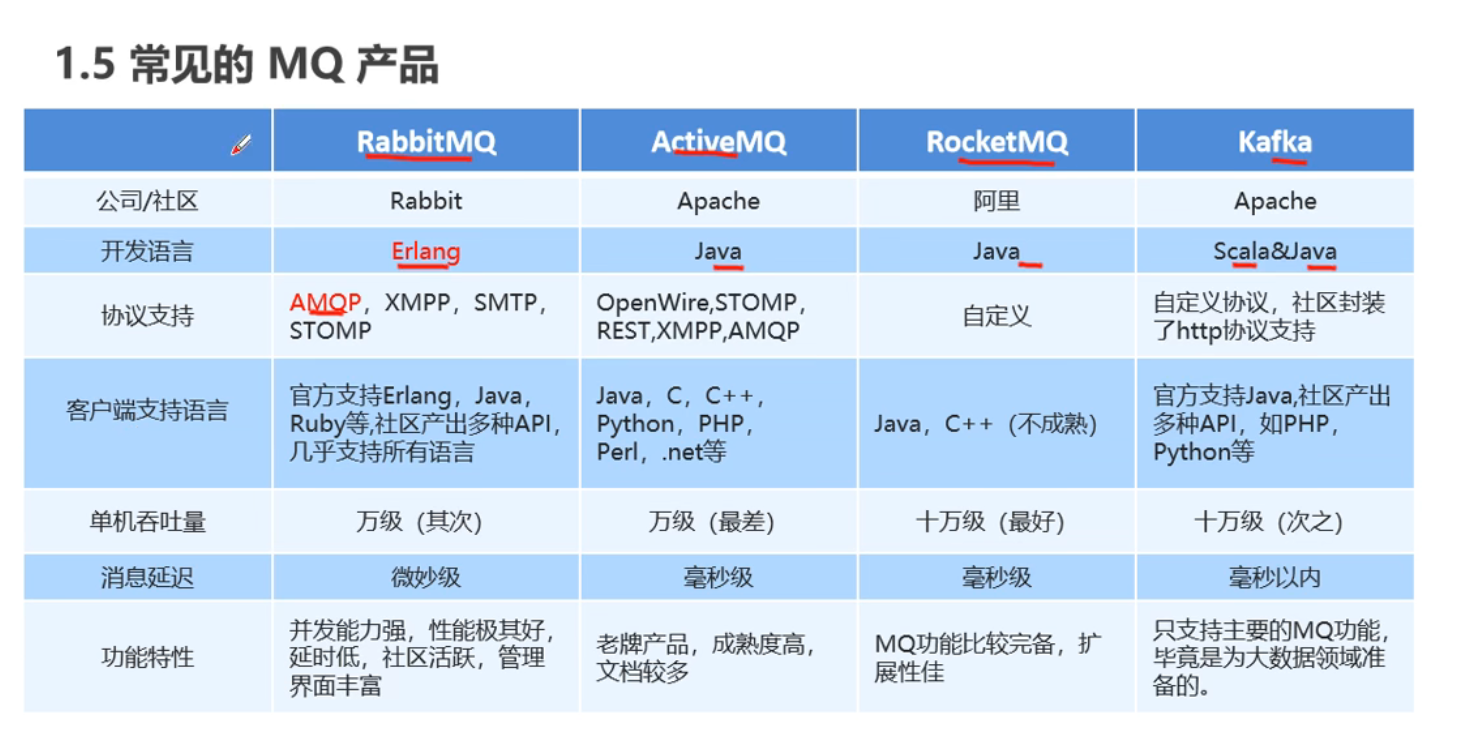 1.5 常见的 MQ 产品
RabbitMQ ActiveMQ RocketMQ Kafka
公司/社区 Rabbit Apache 阿里 Apache
开发语言 Erlang Java Java Scala&Java
协议支持
AMQP，XMPP，SMTP，
STOMP
OpenWire,STOMP，
REST,XMPP,AMQP
自定义
自定义协议，社区封装
了http协议支持
客户端支持语言
官方支持Erlang，Java，
Ruby等,社区产出多种API，
几乎支持所有语言
Java，C，C++，
Python，PHP，
Perl，.net等
Java，C++（不成熟）
官方支持Java,社区产出
多种API，如PHP，
Python等
单机吞吐量 万级（其次） 万级（最差） 十万级（最好） 十万级（次之）
消息延迟 微妙级 毫秒级 毫秒级 毫秒以内
功能特性
并发能力强，性能极其好，
延时低，社区活跃，管理
界面丰富
老牌产品，成熟度高，
文档较多
MQ功能比较完备，扩
展性佳
只支持主要的MQ功能，
毕竟是为大数据领域准
备的。